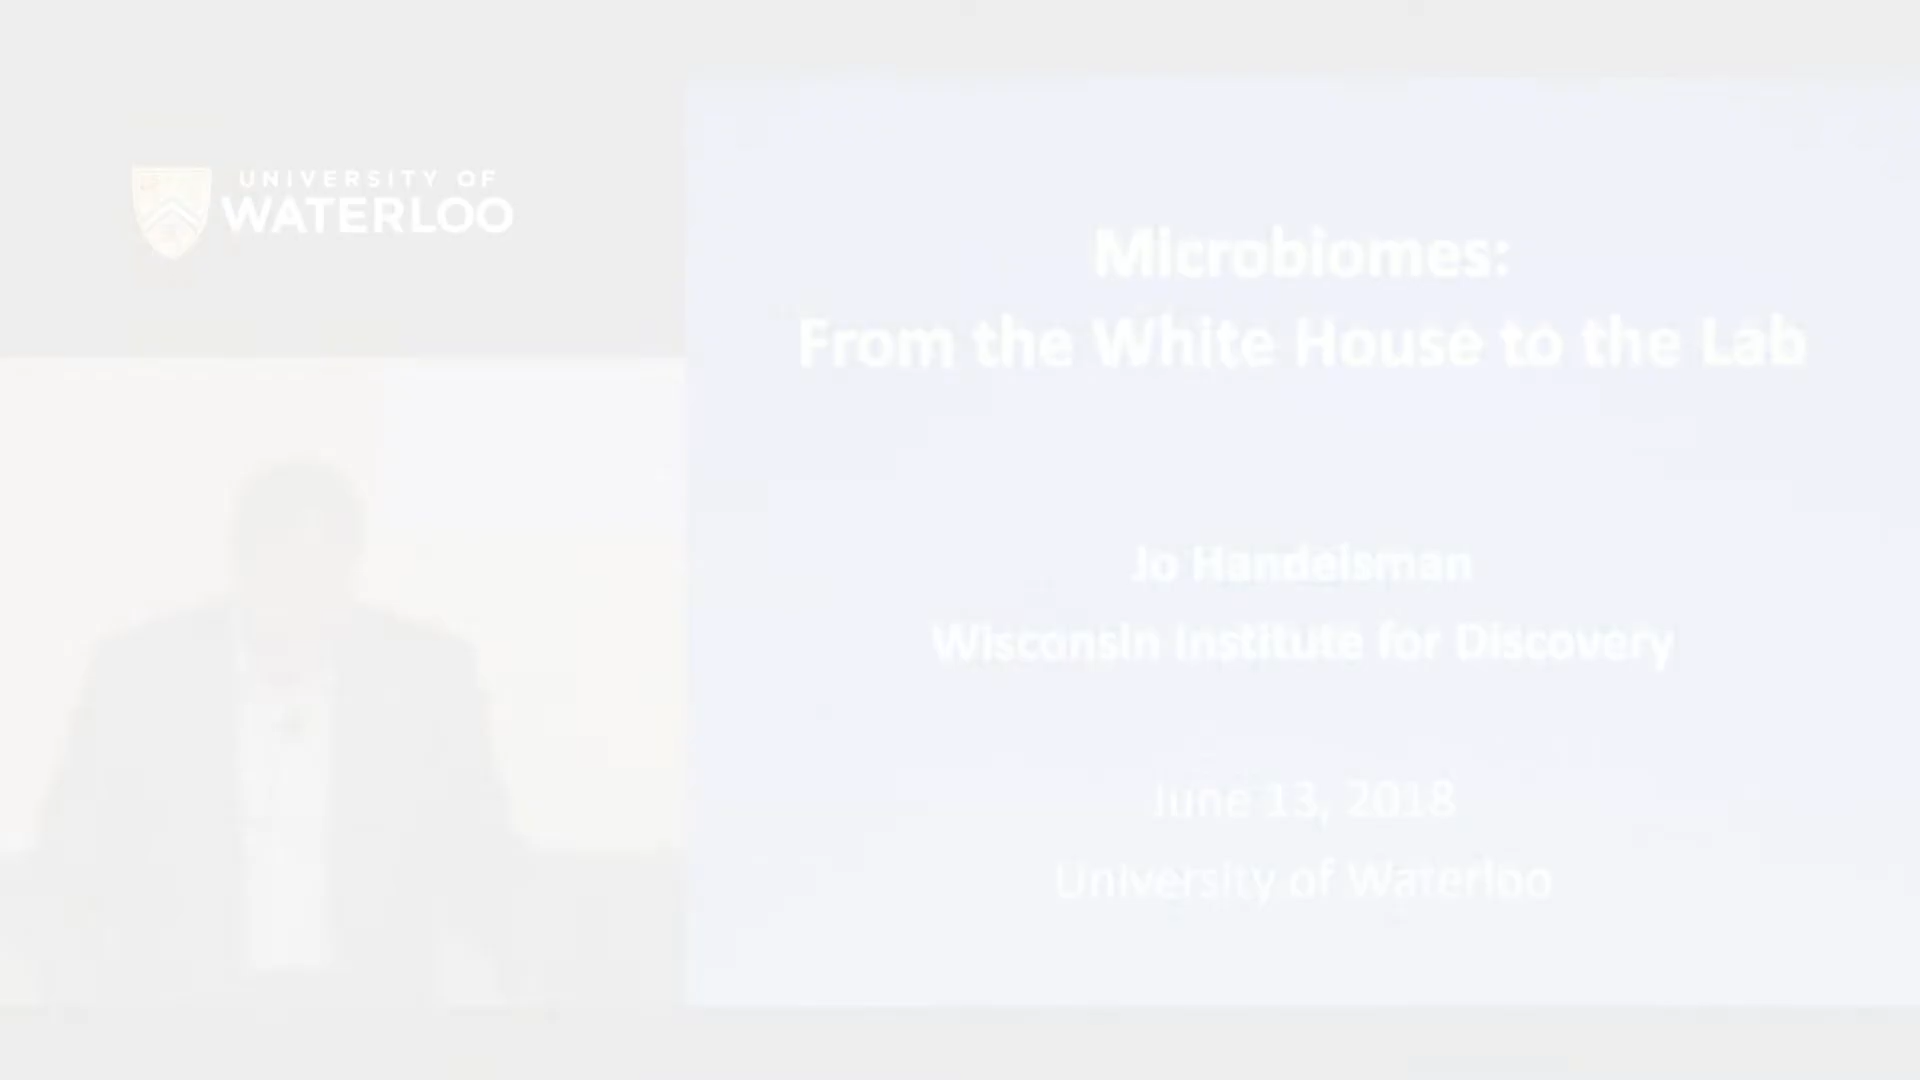 UNIVERSITY OF
WATERLOO
Microbiomes:
From the White House to the Lab
Jo Handelsman
Wisconsin Institute for Discovery
June 13, 2018
University of Waterloo